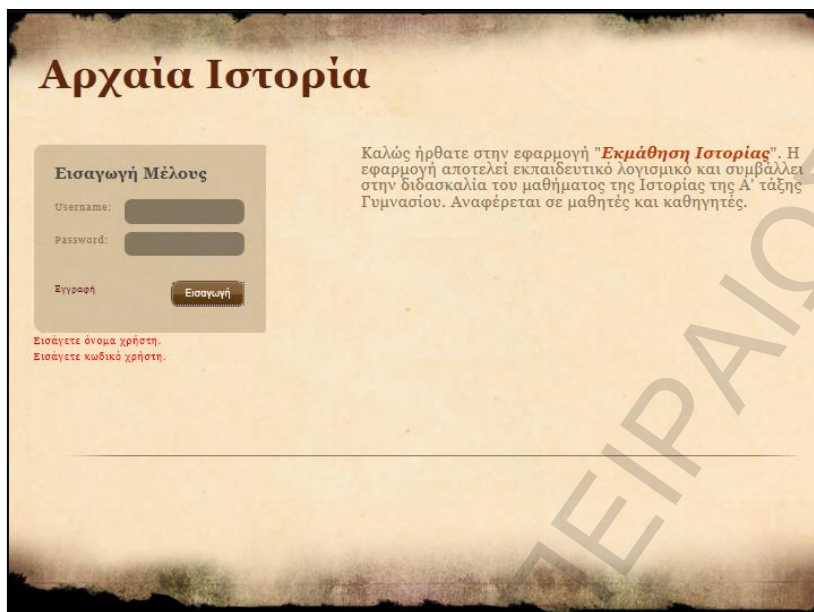 Αρχαία Ιστορία
Εισαγωγή Μέλους
Username:
Password:
Εγγραφή
Εισαγωγή
Εισάγετε όνομα χρήστη.
Εισάγετε κωδικό χρήστη.
Καλώς ήρθατε στην εφαρμογή "Εκμάθηση Ιστορίας". Η
εφαρμογή αποτελεί εκπαιδευτικό λογισμικό και συμβάλλει
στην διδασκαλία του μαθήματος της Ιστορίας της Α' τάξης
Γυμνασίου. Αναφέρεται σε μαθητές και καθηγητές.
ΠΕΙΡΑΙΩΣ